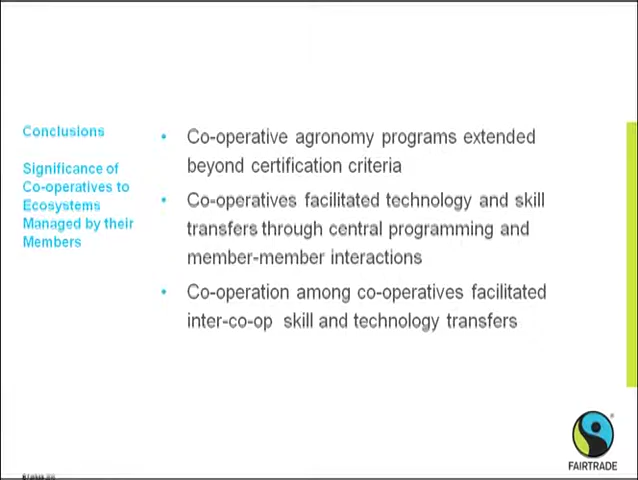 Conclusions
Significance of
Co-operatives to
Ecosystems
Managed by their
Members
• Co-operative agronomy programs extended
beyond certification criteria
• Co-operatives facilitated technology and skill
transfers through central programming and
member-member interactions
• Co-operation among co-operatives facilitated
inter-co-op skill and technology transfers
FAIRTRADE